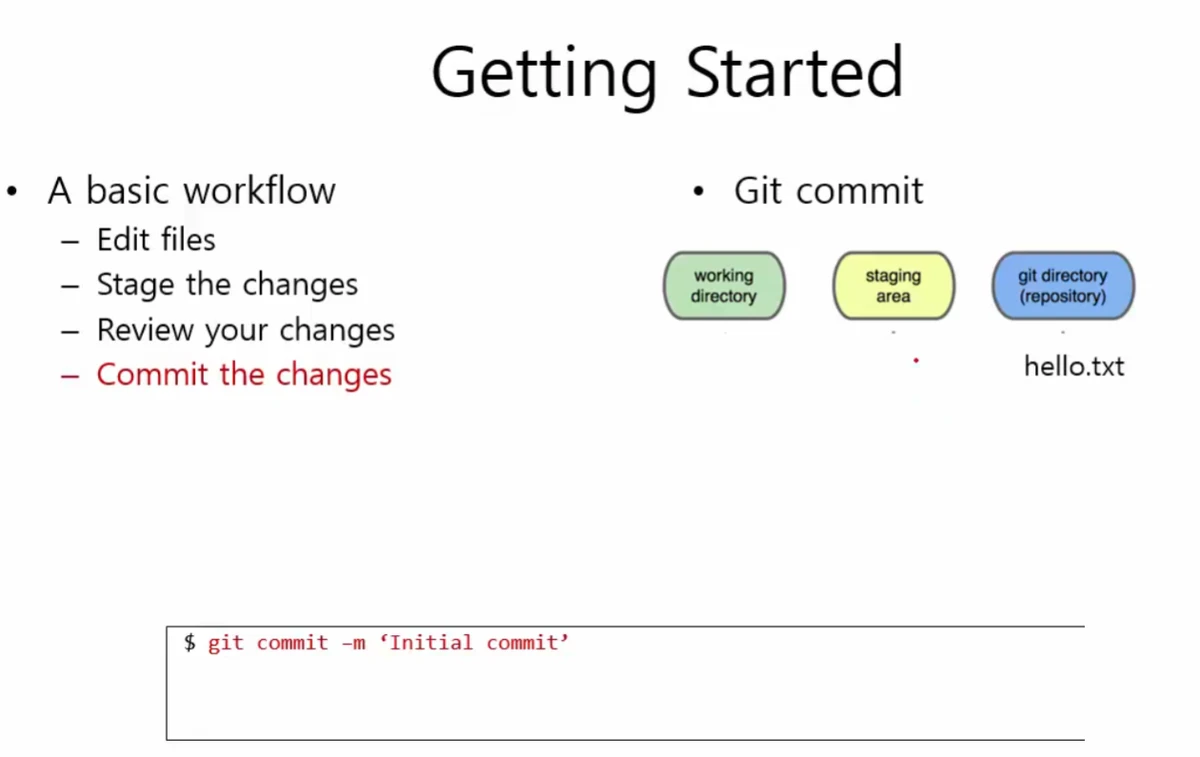 Getting Started
• A basic workflow
– Edit files
– Stage the changes
– Review your changes
– Commit the changes
• Git commit
working
directory
staging
area
git directory
(repository)
hello.txt
$ git commit –m ‘Initial commit’